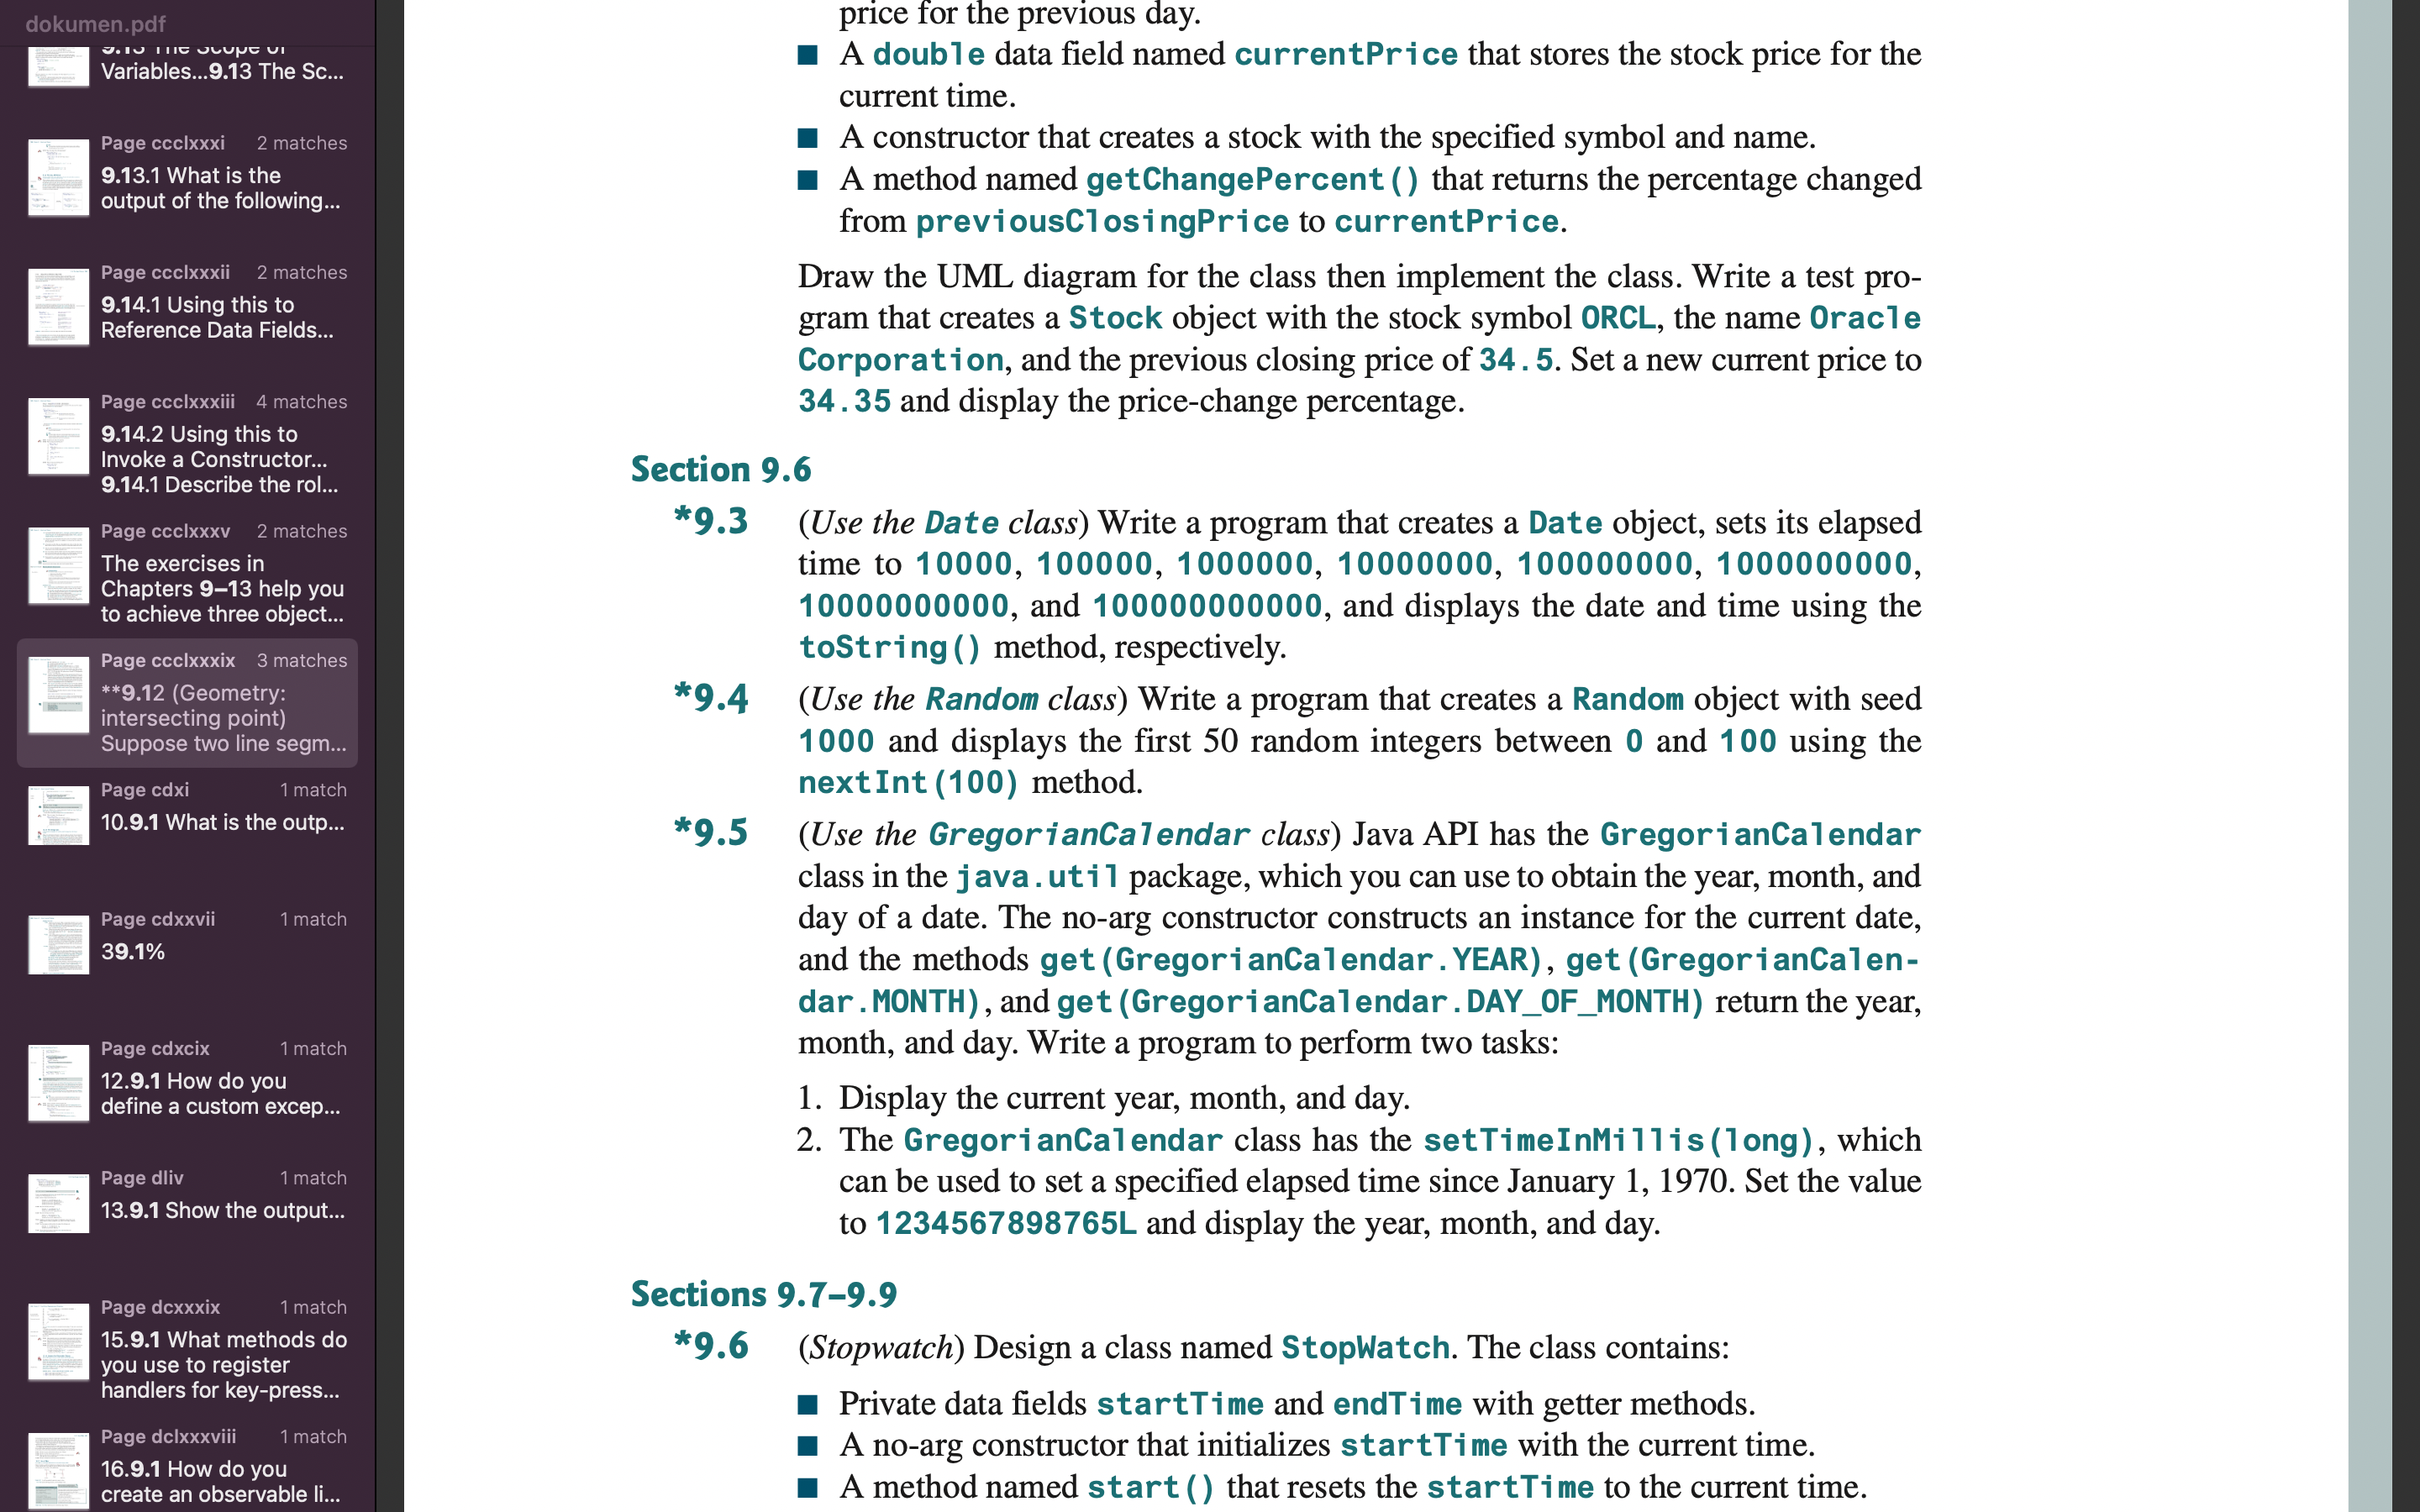 dokumen.pdf
9.13 The Scope of
Variables...9.13 The Sc...
Page ccclxxxi 2 matches
9.13.1 What is the
output of the following...
Page ccclxxxii 2 matches
9.14.1 Using this to
Reference Data Fields...
Page ccclxxxiii 4 matches
9.14.2 Using this to
Invoke a Constructor...
9.14.1 Describe the rol...
Page ccclxxxv 2 matches
The exercises in
Chapters 9–13 help you
to achieve three object...
Page ccclxxxix 3 matches
**9.12 (Geometry:
intersecting point)
Suppose two line segm...
Page cdxi 1 match
10.9.1 What is the outp...
Page cdxxvii 1 match
39.1%
Page cdxcix 1 match
12.9.1 How do you
define a custom excep...
Page dliv 1 match
13.9.1 Show the output...
Page dcxxxix 1 match
15.9.1 What methods do
you use to register
handlers for key-press...
Page dclxxxviii 1 match
16.9.1 How do you
create an observable li...
price for the previous day.
■ A double data field named currentPrice that stores the stock price for the
current time.
■ A constructor that creates a stock with the specified symbol and name.
■ A method named getChangePercent() that returns the percentage changed
from previousClosingPrice to currentPrice.
Draw the UML diagram for the class then implement the class. Write a test pro-
gram that creates a Stock object with the stock symbol ORCL, the name Oracle
Corporation, and the previous closing price of 34.5. Set a new current price to
34.35 and display the price-change percentage.
Section 9.6
*9.3 (Use the Date class) Write a program that creates a Date object, sets its elapsed
time to 10000, 100000, 1000000, 10000000, 100000000, 1000000000,
10000000000, and 100000000000, and displays the date and time using the
toString() method, respectively.
*9.4 (Use the Random class) Write a program that creates a Random object with seed
1000 and displays the first 50 random integers between 0 and 100 using the
nextInt(100) method.
*9.5 (Use the GregorianCalendar class) Java API has the GregorianCalendar
class in the java.util package, which you can use to obtain the year, month, and
day of a date. The no-arg constructor constructs an instance for the current date,
and the methods get(GregorianCalendar.YEAR), get(GregorianCalen-
dar.MONTH), and get(GregorianCalendar.DAY_OF_MONTH) return the year,
month, and day. Write a program to perform two tasks:
1. Display the current year, month, and day.
2. The GregorianCalendar class has the setTimeInMillis(long), which
can be used to set a specified elapsed time since January 1, 1970. Set the value
to 1234567898765L and display the year, month, and day.
Sections 9.7–9.9
*9.6 (Stopwatch) Design a class named StopWatch. The class contains:
■ Private data fields startTime and endTime with getter methods.
■ A no-arg constructor that initializes startTime with the current time.
■ A method named start() that resets the startTime to the current time.